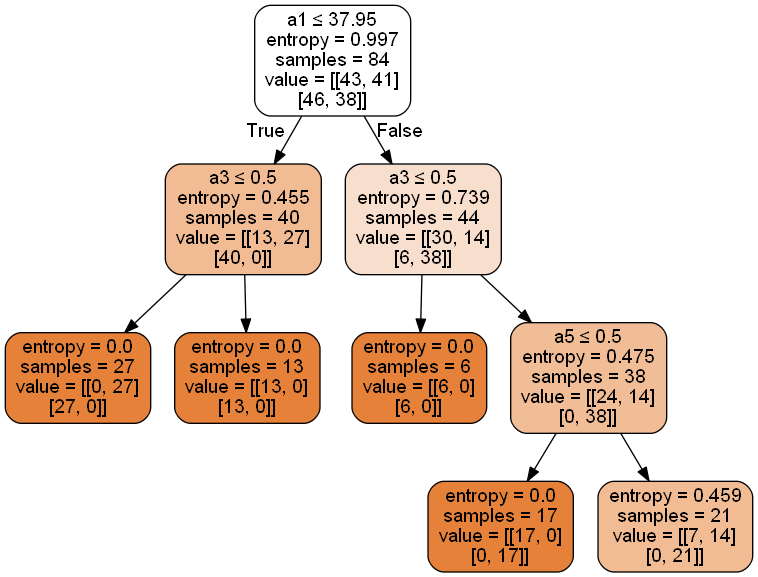 a1 ≤ 37.95
entropy = 0.997
samples = 84
value = [[43, 41]
[46, 38]]
True
False
a3 ≤ 0.5
entropy = 0.455
samples = 40
value = [[13, 27]
[40, 0]]
a3 ≤ 0.5
entropy = 0.739
samples = 44
value = [[30, 14]
[6, 38]]
entropy = 0.0
samples = 27
value = [[0, 27]
[27, 0]]
entropy = 0.0
samples = 13
value = [[13, 0]
[13, 0]]
entropy = 0.0
samples = 6
value = [[6, 0]
[6, 0]]
a5 ≤ 0.5
entropy = 0.475
samples = 38
value = [[24, 14]
[0, 38]]
entropy = 0.0
samples = 17
value = [[17, 0]
[0, 17]]
entropy = 0.459
samples = 21
value = [[7, 14]
[0, 21]]